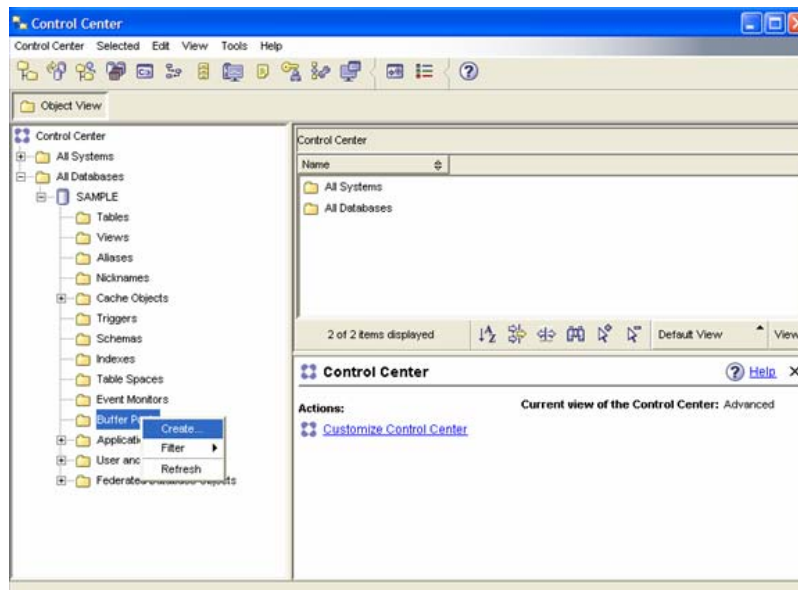 Control Center
Control Center Selected Edit View Tools Help
Object View
Control Center
All Systems
All Databases
SAMPLE
Tables
Views
Aliases
Nicknames
Cache Objects
Triggers
Schemas
Indexes
Table Spaces
Event Monitors
Buffer
Create...
Filter
Refresh
User
Objects
Control Center
Name
All Systems
All Databases
2 of 2 items displayed
Default View
View
Control Center
Help
Actions:
Current view of the Control Center: Advanced
Customize Control Center